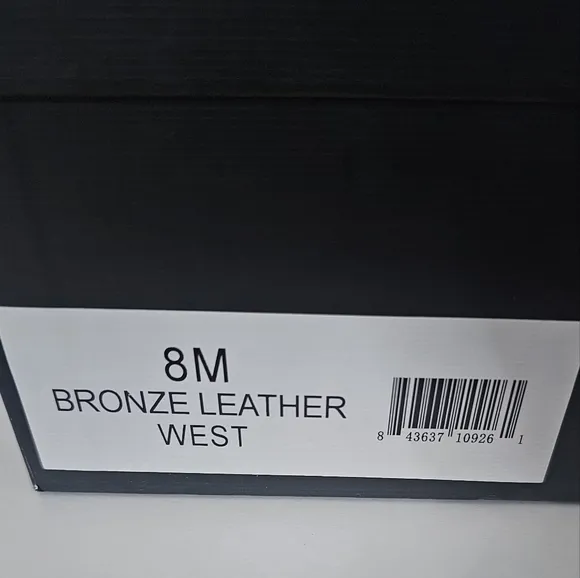 8M
BRONZE LEATHER
WEST
8 43637 10926 1